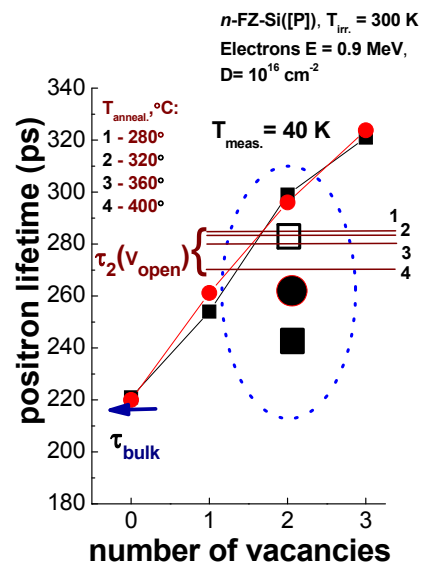 n-FZ-Si([P]), T_irr. = 300 K
Electrons E = 0.9 MeV,
D= 10^16 cm^-2
340
320
300
280
260
240
220
200
180
positron lifetime (ps)
T_anneal.,°C:
1 - 280°
2 - 320°
3 - 360°
4 - 400°
T_meas. = 40 K
1
2
3
4
τ_2(v_open)
τ_bulk
0
1
2
3
number of vacancies